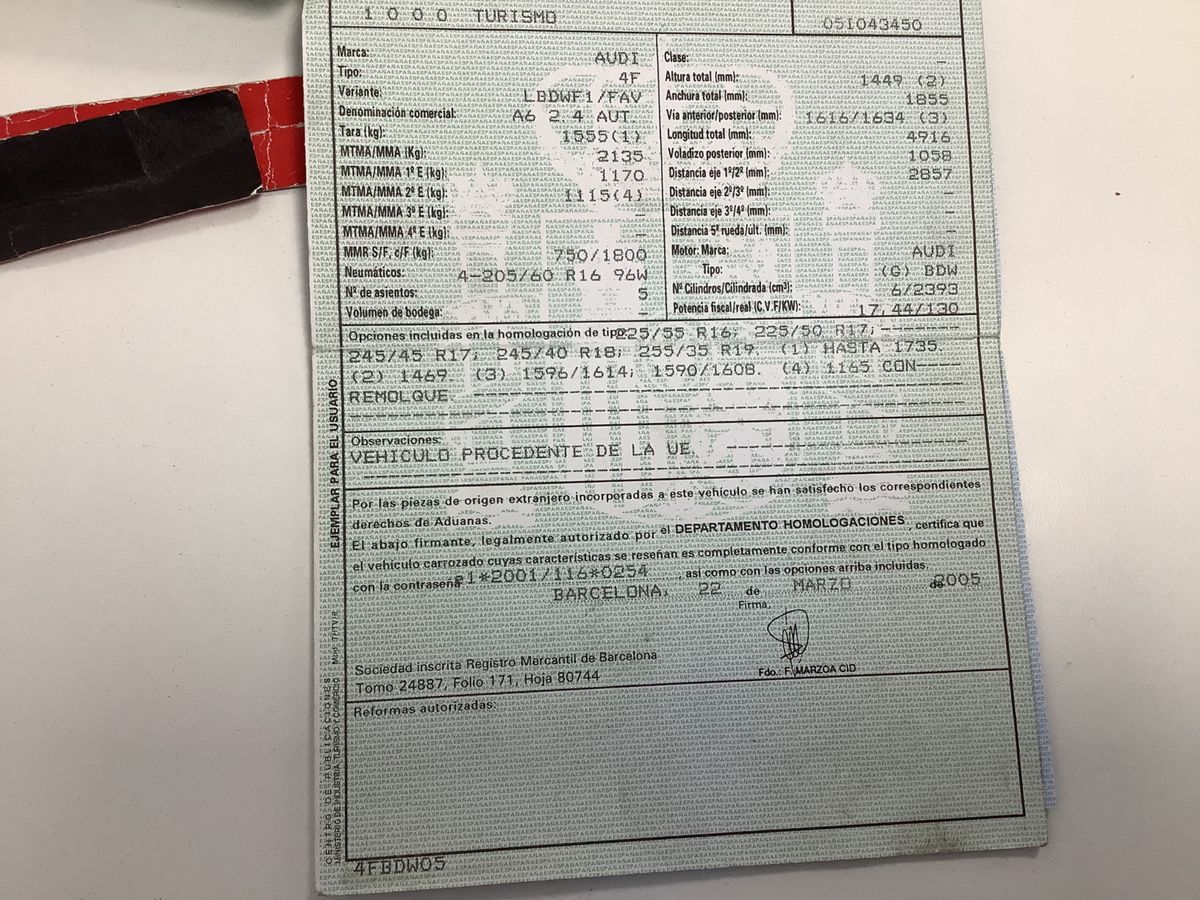 1 0 0 0 TURISMO
051043450
Marca: AUDI
Tipo: 4F
Variante: LBDWF1/FAV
Denominación comercial: A6 2.4 AUT.
Tara (kg): 1555(1)
MTMA/MMA (Kg): 2135
MTMA/MMA 1º E (kg): 1170
MTMA/MMA 2º E (kg): 1115(4)
MTMA/MMA 3º E (kg): –
MTMA/MMA 4º E (kg): –
MMR S/F, c/F (kg): 750/1800
Neumáticos: 4-205/60 R16 96W
Nº de asientos: 5
Volumen de bodega: –
Clase: –
Altura total (mm): 1449 (2)
Anchura total (mm): 1855
Via anterior/posterior (mm): 1616/1634 (3)
Longitud total (mm): 4916
Voladizo posterior (mm): 1058
Distancia eje 1º/2º (mm): 2857
Distancia eje 2º/3º (mm): –
Distancia eje 3º/4º (mm): –
Distancia 5ª rueda/ult. (mm): –
Motor: Marca: AUDI
Tipo: (G) BDW
Nº Cilindros/Cilindrada (cm³): 6/2393
Potencia fiscal/real (C.V.F/KW): 17,44/130
Opciones incluidas en la homologación de tipo: 225/55 R16; 225/50 R17;-------
245/45 R17; 245/40 R18; 255/35 R19. (1) HASTA 1735
(2) 1469. (3) 1596/1614; 1590/1608. (4) 1165 CON----
REMOLQUE.
Observaciones:
VEHICULO PROCEDENTE DE LA UE.
Por las piezas de origen extranjero incorporadas a este vehículo se han satisfecho los correspondientes
derechos de Aduanas.
El abajo firmante, legalmente autorizado por el DEPARTAMENTO HOMOLOGACIONES, certifica que
el vehículo carrozado cuyas características se reseñan es completamente conforme con el tipo homologado
con la contraseña e1*2001/116*0254, así como con las opciones arriba incluidas.
BARCELONA, 22 de MARZO de 2005
Firma:
Sociedad inscrita Registro Mercantil de Barcelona
Tomo 24887, Folio 171, Hoja 80744
Fdo.: F. MARZOA CID
Reformas autorizadas:
4FBDW05
EJEMPLAR PARA EL USUARIO
CENTRO DE PUBLICACIONES
MINISTERIO DE INDUSTRIA, TURISMO Y COMERCIO